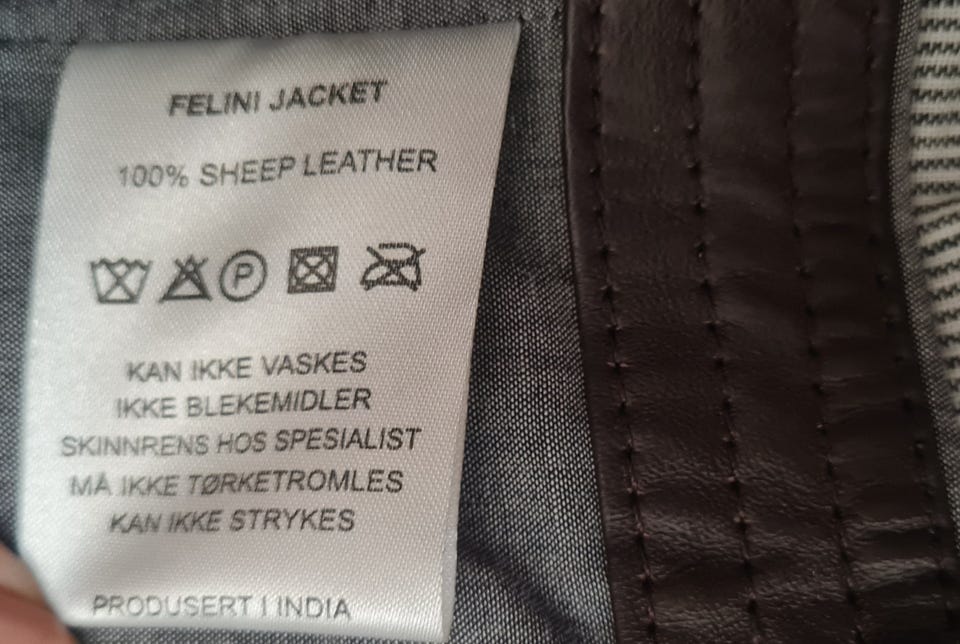 FELINI JACKET
100% SHEEP LEATHER
P
KAN IKKE VASKES
IKKE BLEKEMIDLER
SKINNRENS HOS SPESIALIST
MÅ IKKE TØRKETROMLES
KAN IKKE STRYKES
PRODUSERT I INDIA